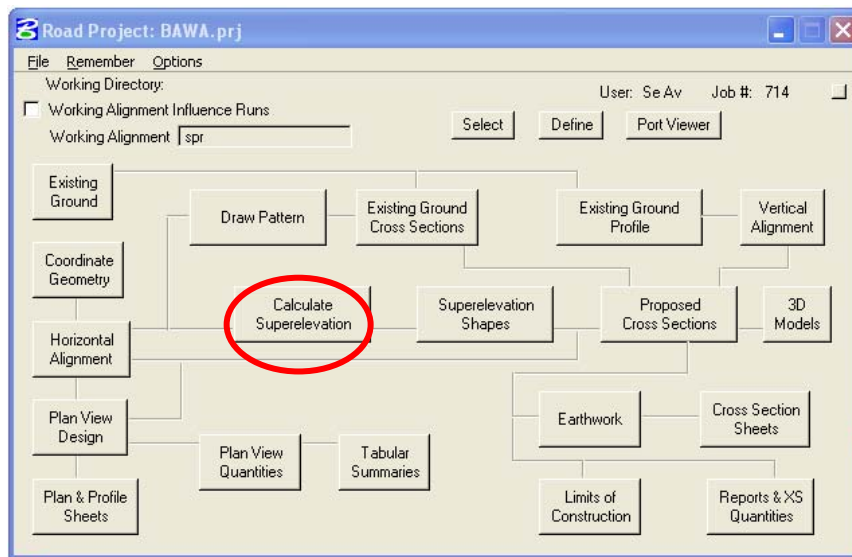 Road Project: BAWA.prj
File Remember Options
Working Directory:
User: Se Av Job #: 714
Working Alignment Influence Runs
Working Alignment spr
Select Define Port Viewer
Existing
Ground
Draw Pattern
Existing Ground
Cross Sections
Existing Ground
Profile
Vertical
Alignment
Coordinate
Geometry
Calculate
Superelevation
Superelevation
Shapes
Proposed
Cross Sections
3D
Models
Horizontal
Alignment
Plan View
Design
Earthwork
Cross Section
Sheets
Plan View
Quantities
Tabular
Summaries
Plan & Profile
Sheets
Limits of
Construction
Reports & XS
Quantities